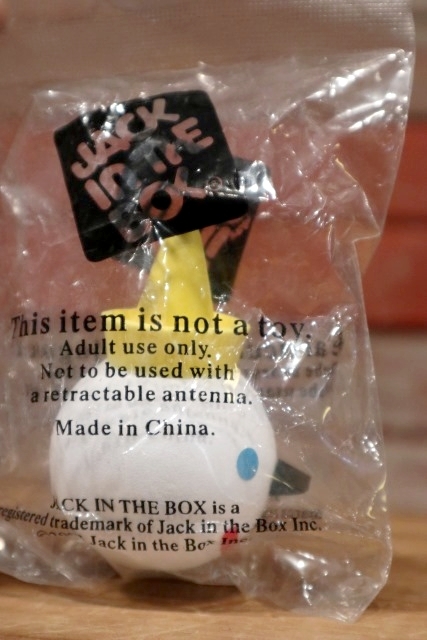 JACK
IN THE
BOX
This item is not a toy.
Adult use only.
Not to be used with
a retractable antenna.
Made in China.
JACK IN THE BOX is a
registered trademark of Jack in the Box Inc.
Jack in the Box Inc.